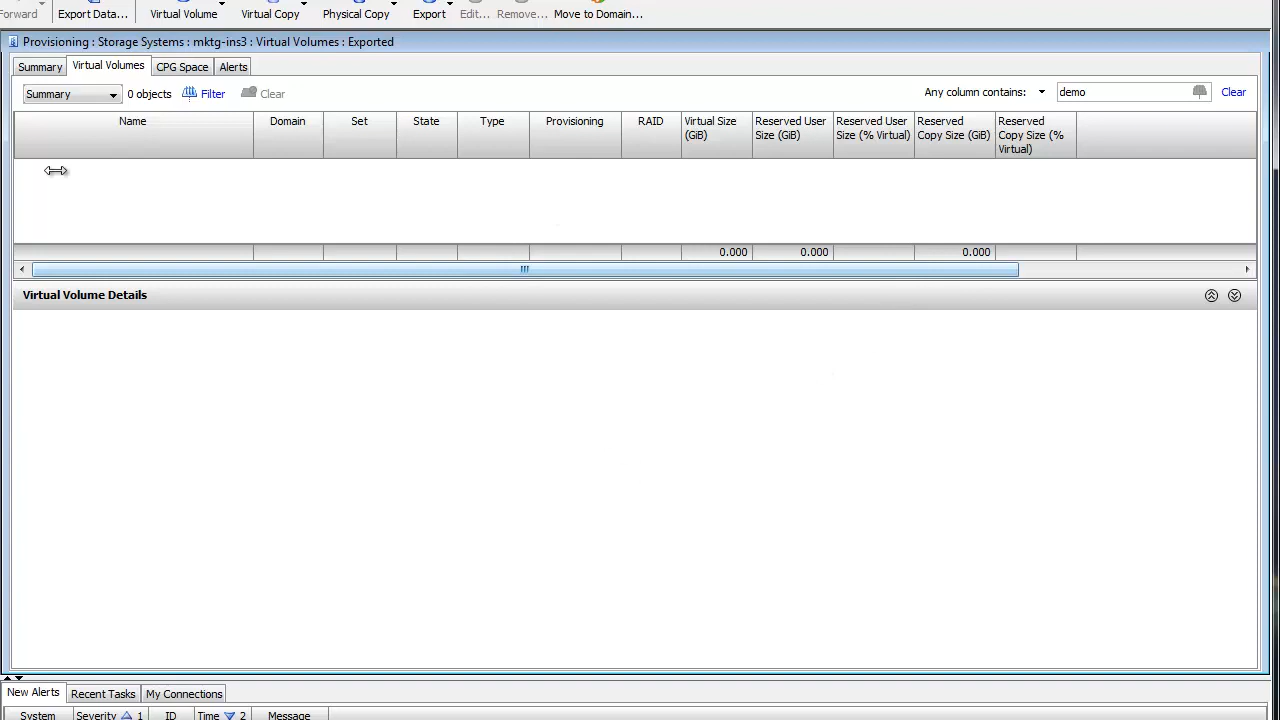 Forward Export Data... Virtual Volume Virtual Copy Physical Copy Export Edit... Remove... Move to Domain...
Provisioning : Storage Systems : mktg-ins3 : Virtual Volumes : Exported
Summary Virtual Volumes CPG Space Alerts
Summary 0 objects Filter Clear Any column contains: demo Clear
Name Domain Set State Type Provisioning RAID Virtual Size (GiB) Reserved User Size (GiB) Reserved User Size (% Virtual) Reserved Copy Size (GiB) Reserved Copy Size (% Virtual)
0.000 0.000 0.000
Virtual Volume Details
New Alerts Recent Tasks My Connections
System Severity 1 ID Time 2 Message